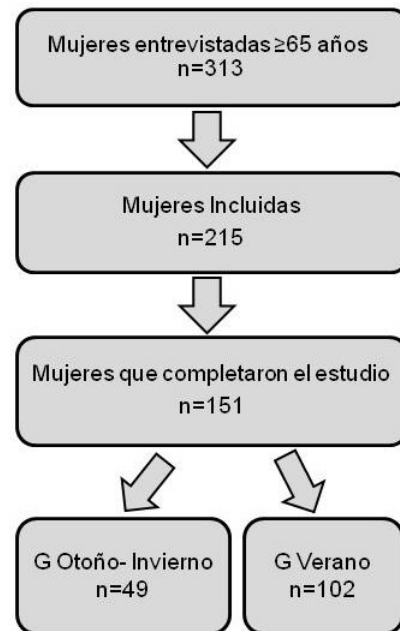 Mujeres entrevistadas ≥65 años
n=313
Mujeres Incluidas
n=215
Mujeres que completaron el estudio
n=151
G Otoño- Invierno
n=49
G Verano
n=102